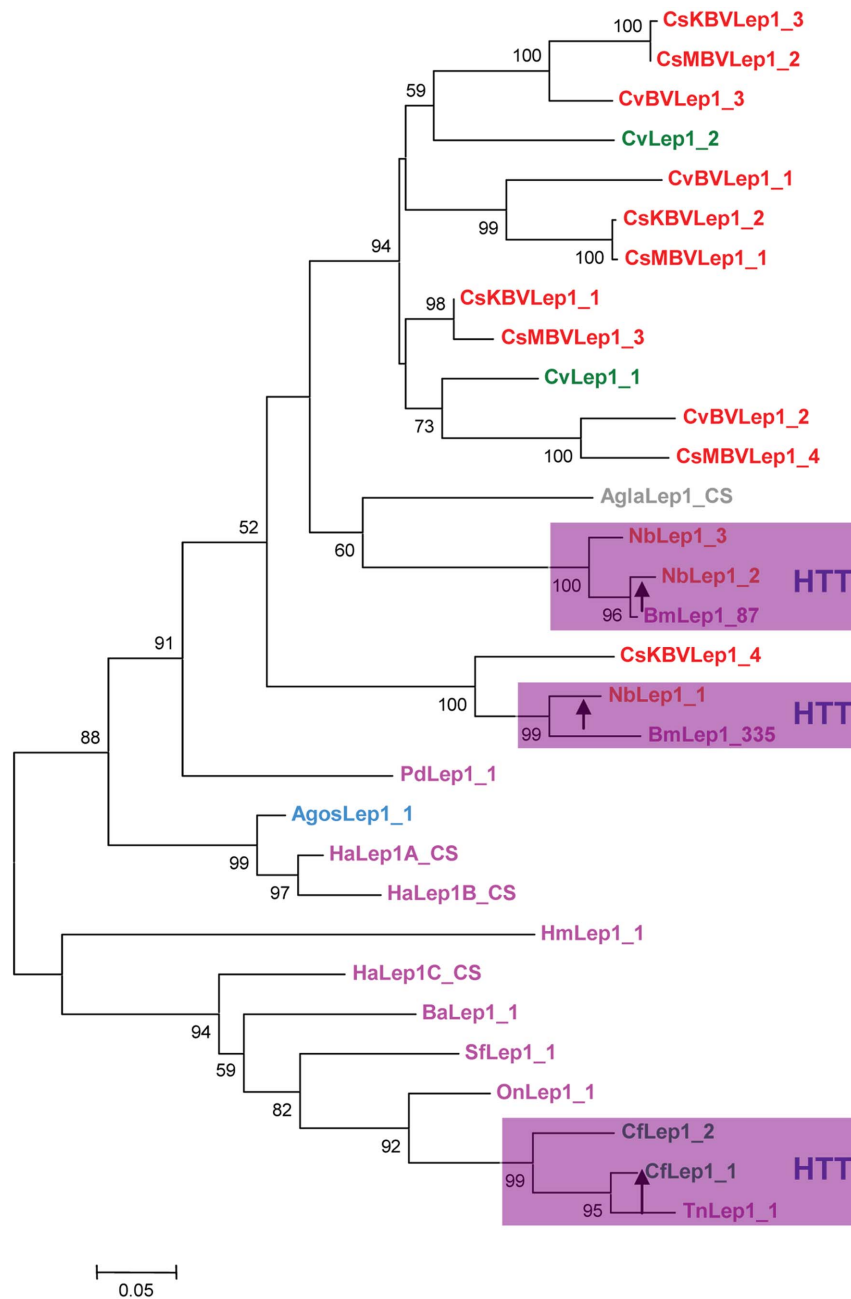 CsKBVLep1_3
100
CsMBVLep1_2
100
CvBVLep1_3
59
CvLep1_2
CvBVLep1_1
99
CsKBVLep1_2
100
CsMBVLep1_1
94
CsKBVLep1_1
98
CsMBVLep1_3
CvLep1_1
73
CvBVLep1_2
100
CsMBVLep1_4
AglaLep1_CS
52
60
NbLep1_3
100
NbLep1_2
HTT
96
BmLep1_87
91
CsKBVLep1_4
100
NbLep1_1
HTT
99
BmLep1_335
88
PdLep1_1
AgosLep1_1
99
HaLep1A_CS
97
HaLep1B_CS
HmLep1_1
HaLep1C_CS
94
BaLep1_1
59
SfLep1_1
82
OnLep1_1
92
CfLep1_2
99
CfLep1_1
HTT
95
TnLep1_1
0.05